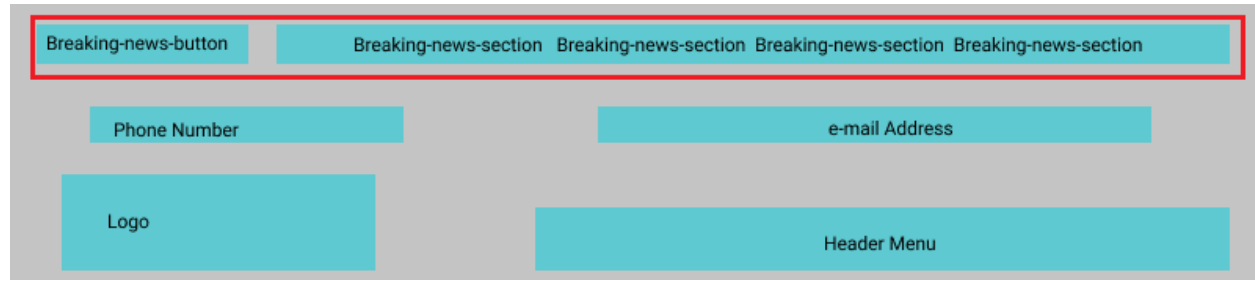 Breaking-news-button
Breaking-news-section Breaking-news-section Breaking-news-section Breaking-news-section
Phone Number
e-mail Address
Logo
Header Menu